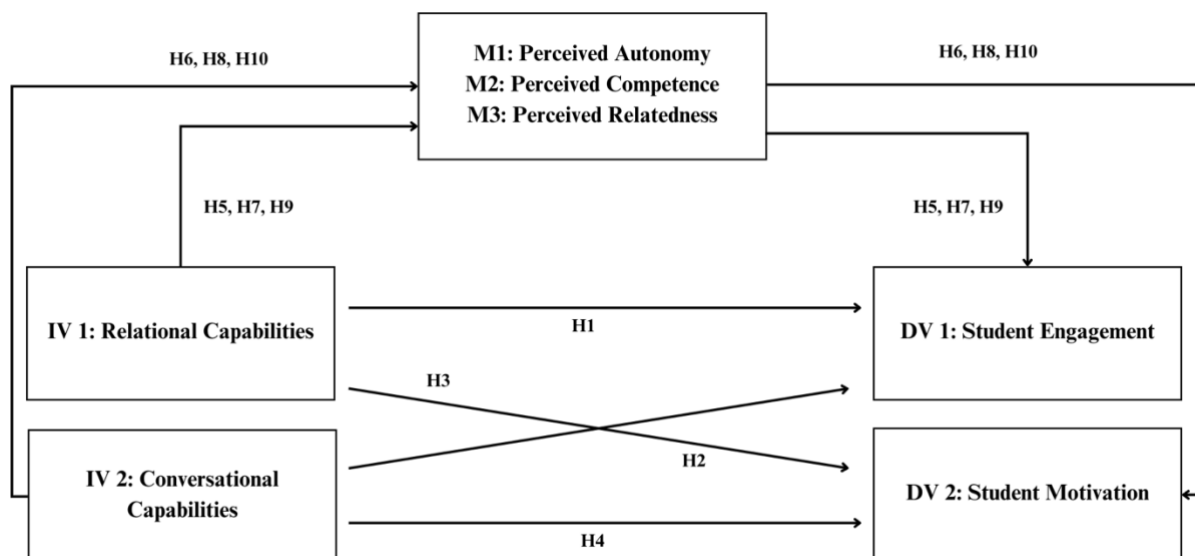 M1: Perceived Autonomy
M2: Perceived Competence
M3: Perceived Relatedness
H6, H8, H10
H6, H8, H10
H5, H7, H9
H5, H7, H9
IV 1: Relational Capabilities
H1
DV 1: Student Engagement
H3
H2
IV 2: Conversational
Capabilities
H4
DV 2: Student Motivation